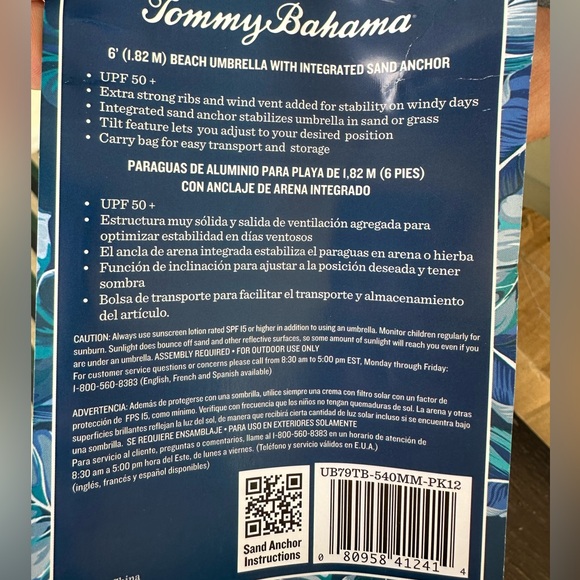 Tommy Bahama
6' (1.82 M) BEACH UMBRELLA WITH INTEGRATED SAND ANCHOR
• UPF 50 +
• Extra strong ribs and wind vent added for stability on windy days
• Integrated sand anchor stabilizes umbrella in sand or grass
• Tilt feature lets you adjust to your desired position
• Carry bag for easy transport and storage
PARAGUAS DE ALUMINIO PARA PLAYA DE 1,82 M (6 PIES)
CON ANCLAJE DE ARENA INTEGRADO
• UPF 50 +
• Estructura muy sólida y salida de ventilación agregada para
optimizar estabilidad en días ventosos
• El ancla de arena integrada estabiliza el paraguas en arena o hierba
• Función de inclinación para ajustar a la posición deseada y tener
sombra
• Bolsa de transporte para facilitar el transporte y almacenamiento
del artículo.
CAUTION: Always use sunscreen lotion rated SPF 15 or higher in addition to using an umbrella. Monitor children regularly for
sunburn. Sunlight does bounce off sand and other reflective surfaces, so some amount of sunlight will reach you even if you
are under an umbrella. ASSEMBLY REQUIRED • FOR OUTDOOR USE ONLY
For customer service questions or concerns please call from 8:30 am to 5:00 pm EST, Monday through Friday:
1-800-560-8383 (English, French and Spanish available)
ADVERTENCIA: Además de protegerse con una sombrilla, utilice siempre una crema con filtro solar con un factor de
protección de FPS 15, como mínimo. Verifique con frecuencia que los niños no tengan quemaduras de sol. La arena y otras
superficies brillantes reflejan la luz del sol, de manera que recibirá cierta cantidad de luz solar incluso si se encuentra bajo
una sombrilla. SE REQUIERE ENSAMBLAJE • PARA USO EN EXTERIORES SOLAMENTE
Para servicio al cliente, preguntas o comentarios, llame al 1-800-560-8383 en un horario de atención de
8:30 am a 5:00 pm hora del Este, de lunes a viernes. (Teléfono y servicio válidos en E.U.A.)
(inglés, francés y español disponibles)
UB79TB-540MM-PK12
Sand Anchor
Instructions
0 80958 41241 4
China